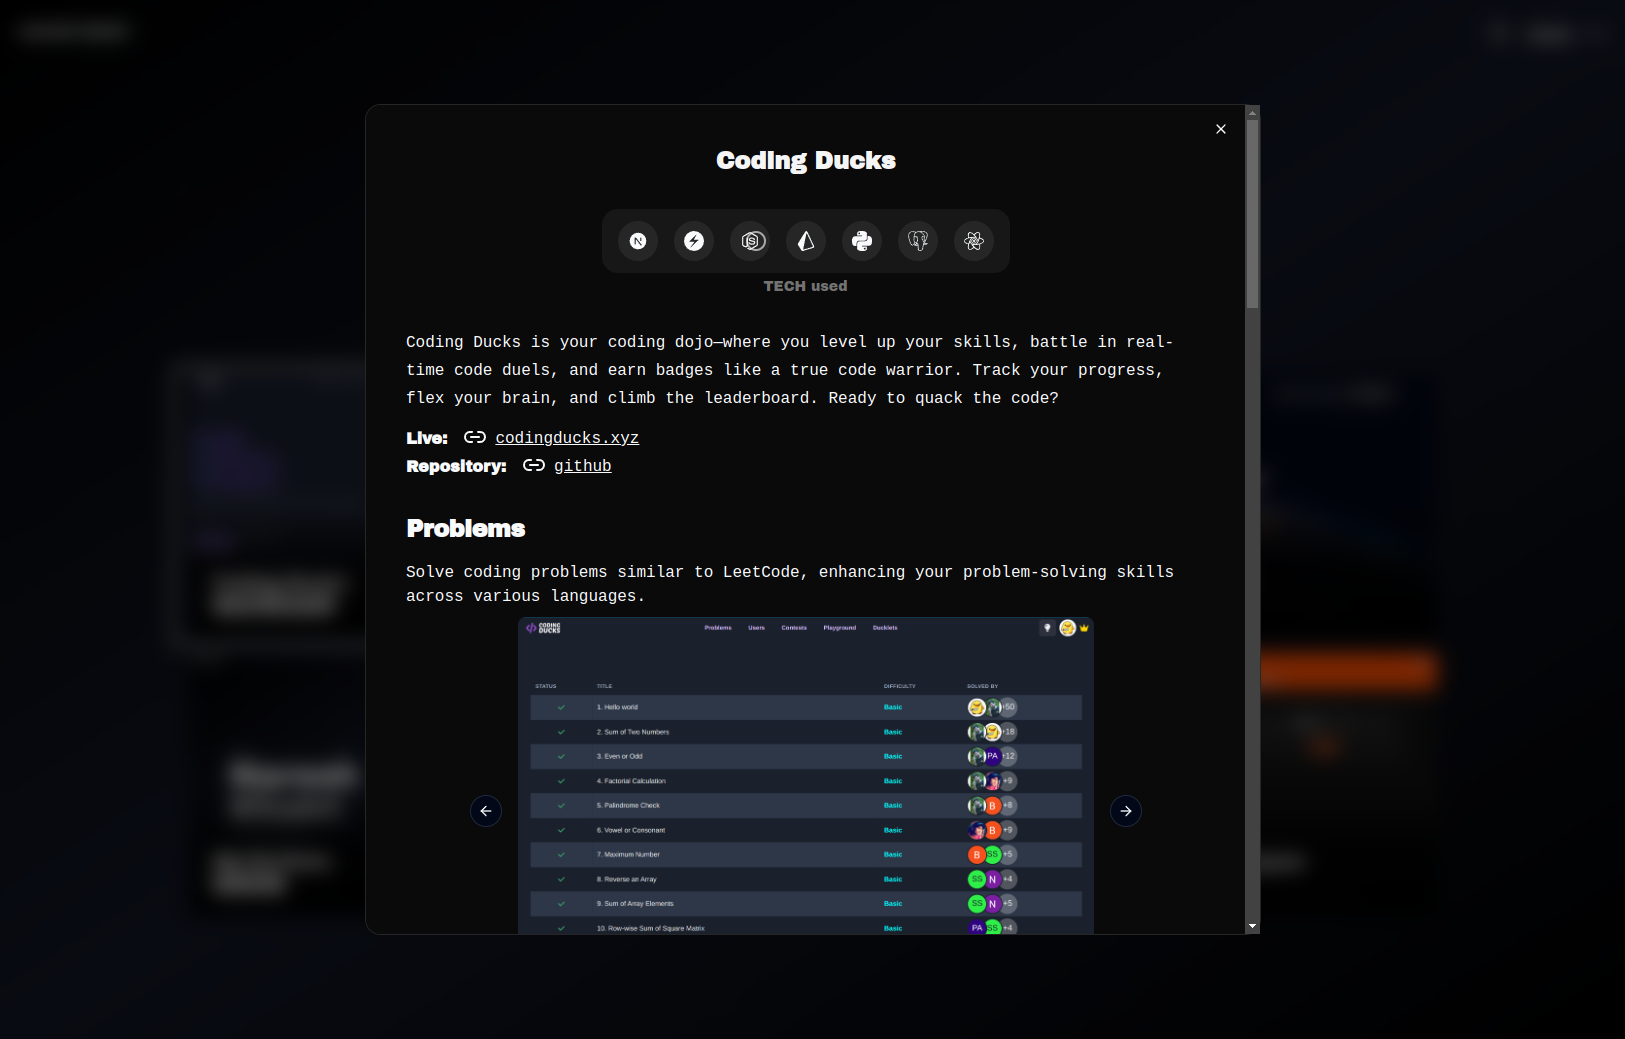 Coding Ducks
TECH used
Coding Ducks is your coding dojo—where you level up your skills, battle in real-
time code duels, and earn badges like a true code warrior. Track your progress,
flex your brain, and climb the leaderboard. Ready to quack the code?
Live: codingducks.xyz
Repository: github
Problems
Solve coding problems similar to LeetCode, enhancing your problem-solving skills
across various languages.
CODING DUCKS Problems Users Contests Playground Ducklets
STATUS TITLE DIFFICULTY SOLVED BY
1. Hello world Basic +50
2. Sum of Two Numbers Basic +18
3. Even or Odd Basic PA +12
4. Factorial Calculation Basic +9
5. Palindrome Check Basic B +8
6. Vowel or Consonant Basic B +9
7. Maximum Number Basic B SS +5
8. Reverse an Array Basic SS N +4
9. Sum of Array Elements Basic SS N +5
10. Row-wise Sum of Square Matrix Basic PA SS +4